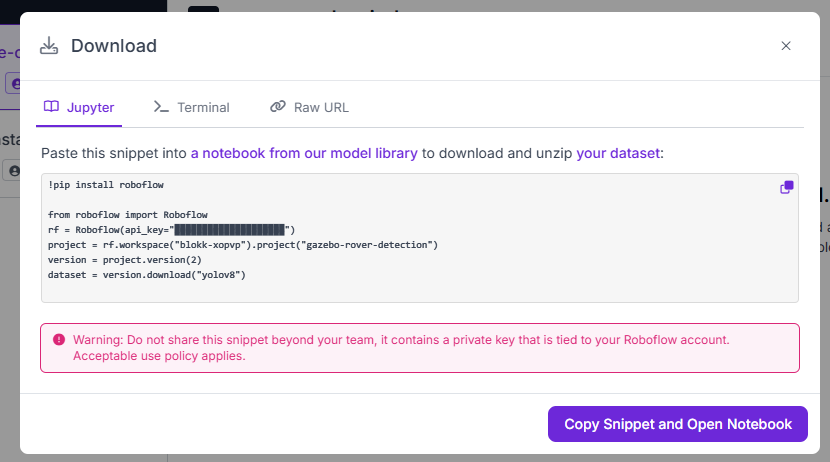 Download
Jupyter
Terminal
Raw URL
Paste this snippet into a notebook from our model library to download and unzip your dataset:
!pip install roboflow
from roboflow import Roboflow
rf = Roboflow(api_key="███████████████████")
project = rf.workspace("blokk-xopvp").project("gazebo-rover-detection")
version = project.version(2)
dataset = version.download("yolov8")
Warning: Do not share this snippet beyond your team, it contains a private key that is tied to your Roboflow account.
Acceptable use policy applies.
Copy Snippet and Open Notebook